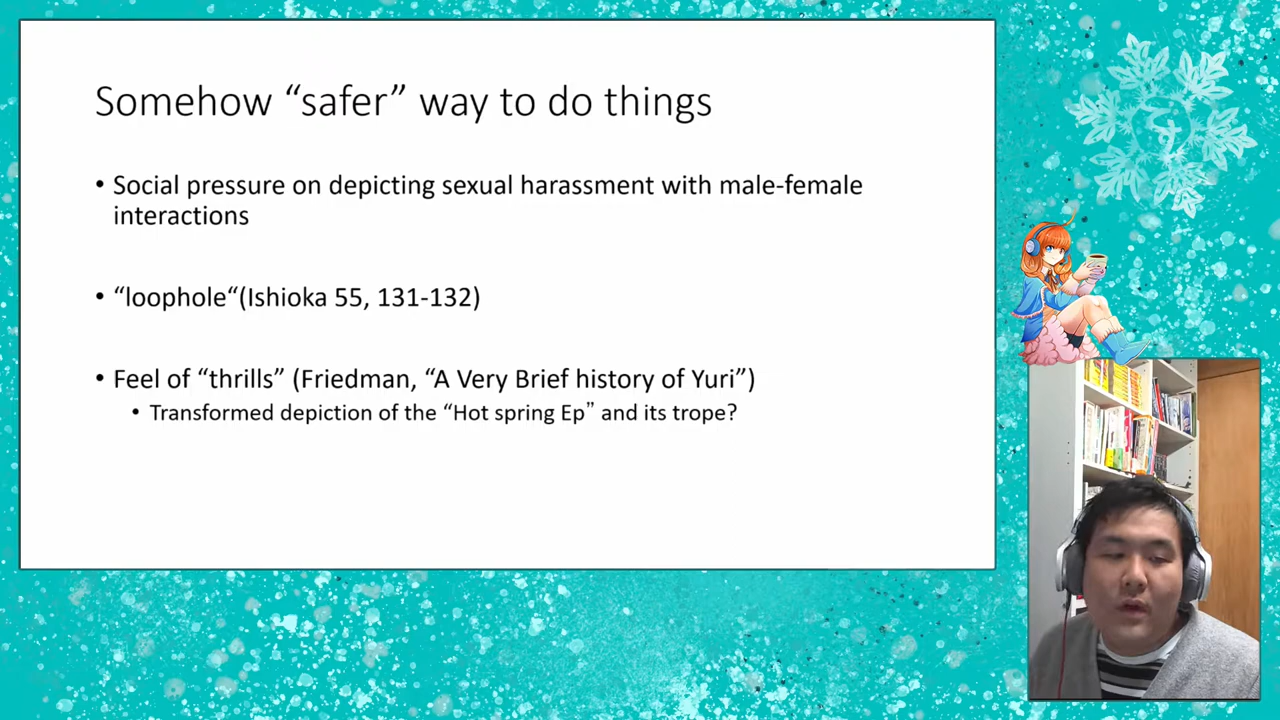 Somehow “safer” way to do things
• Social pressure on depicting sexual harassment with male-female
interactions
• “loophole“(Ishioka 55, 131-132)
• Feel of “thrills” (Friedman, “A Very Brief history of Yuri”)
• Transformed depiction of the “Hot spring Ep” and its trope?